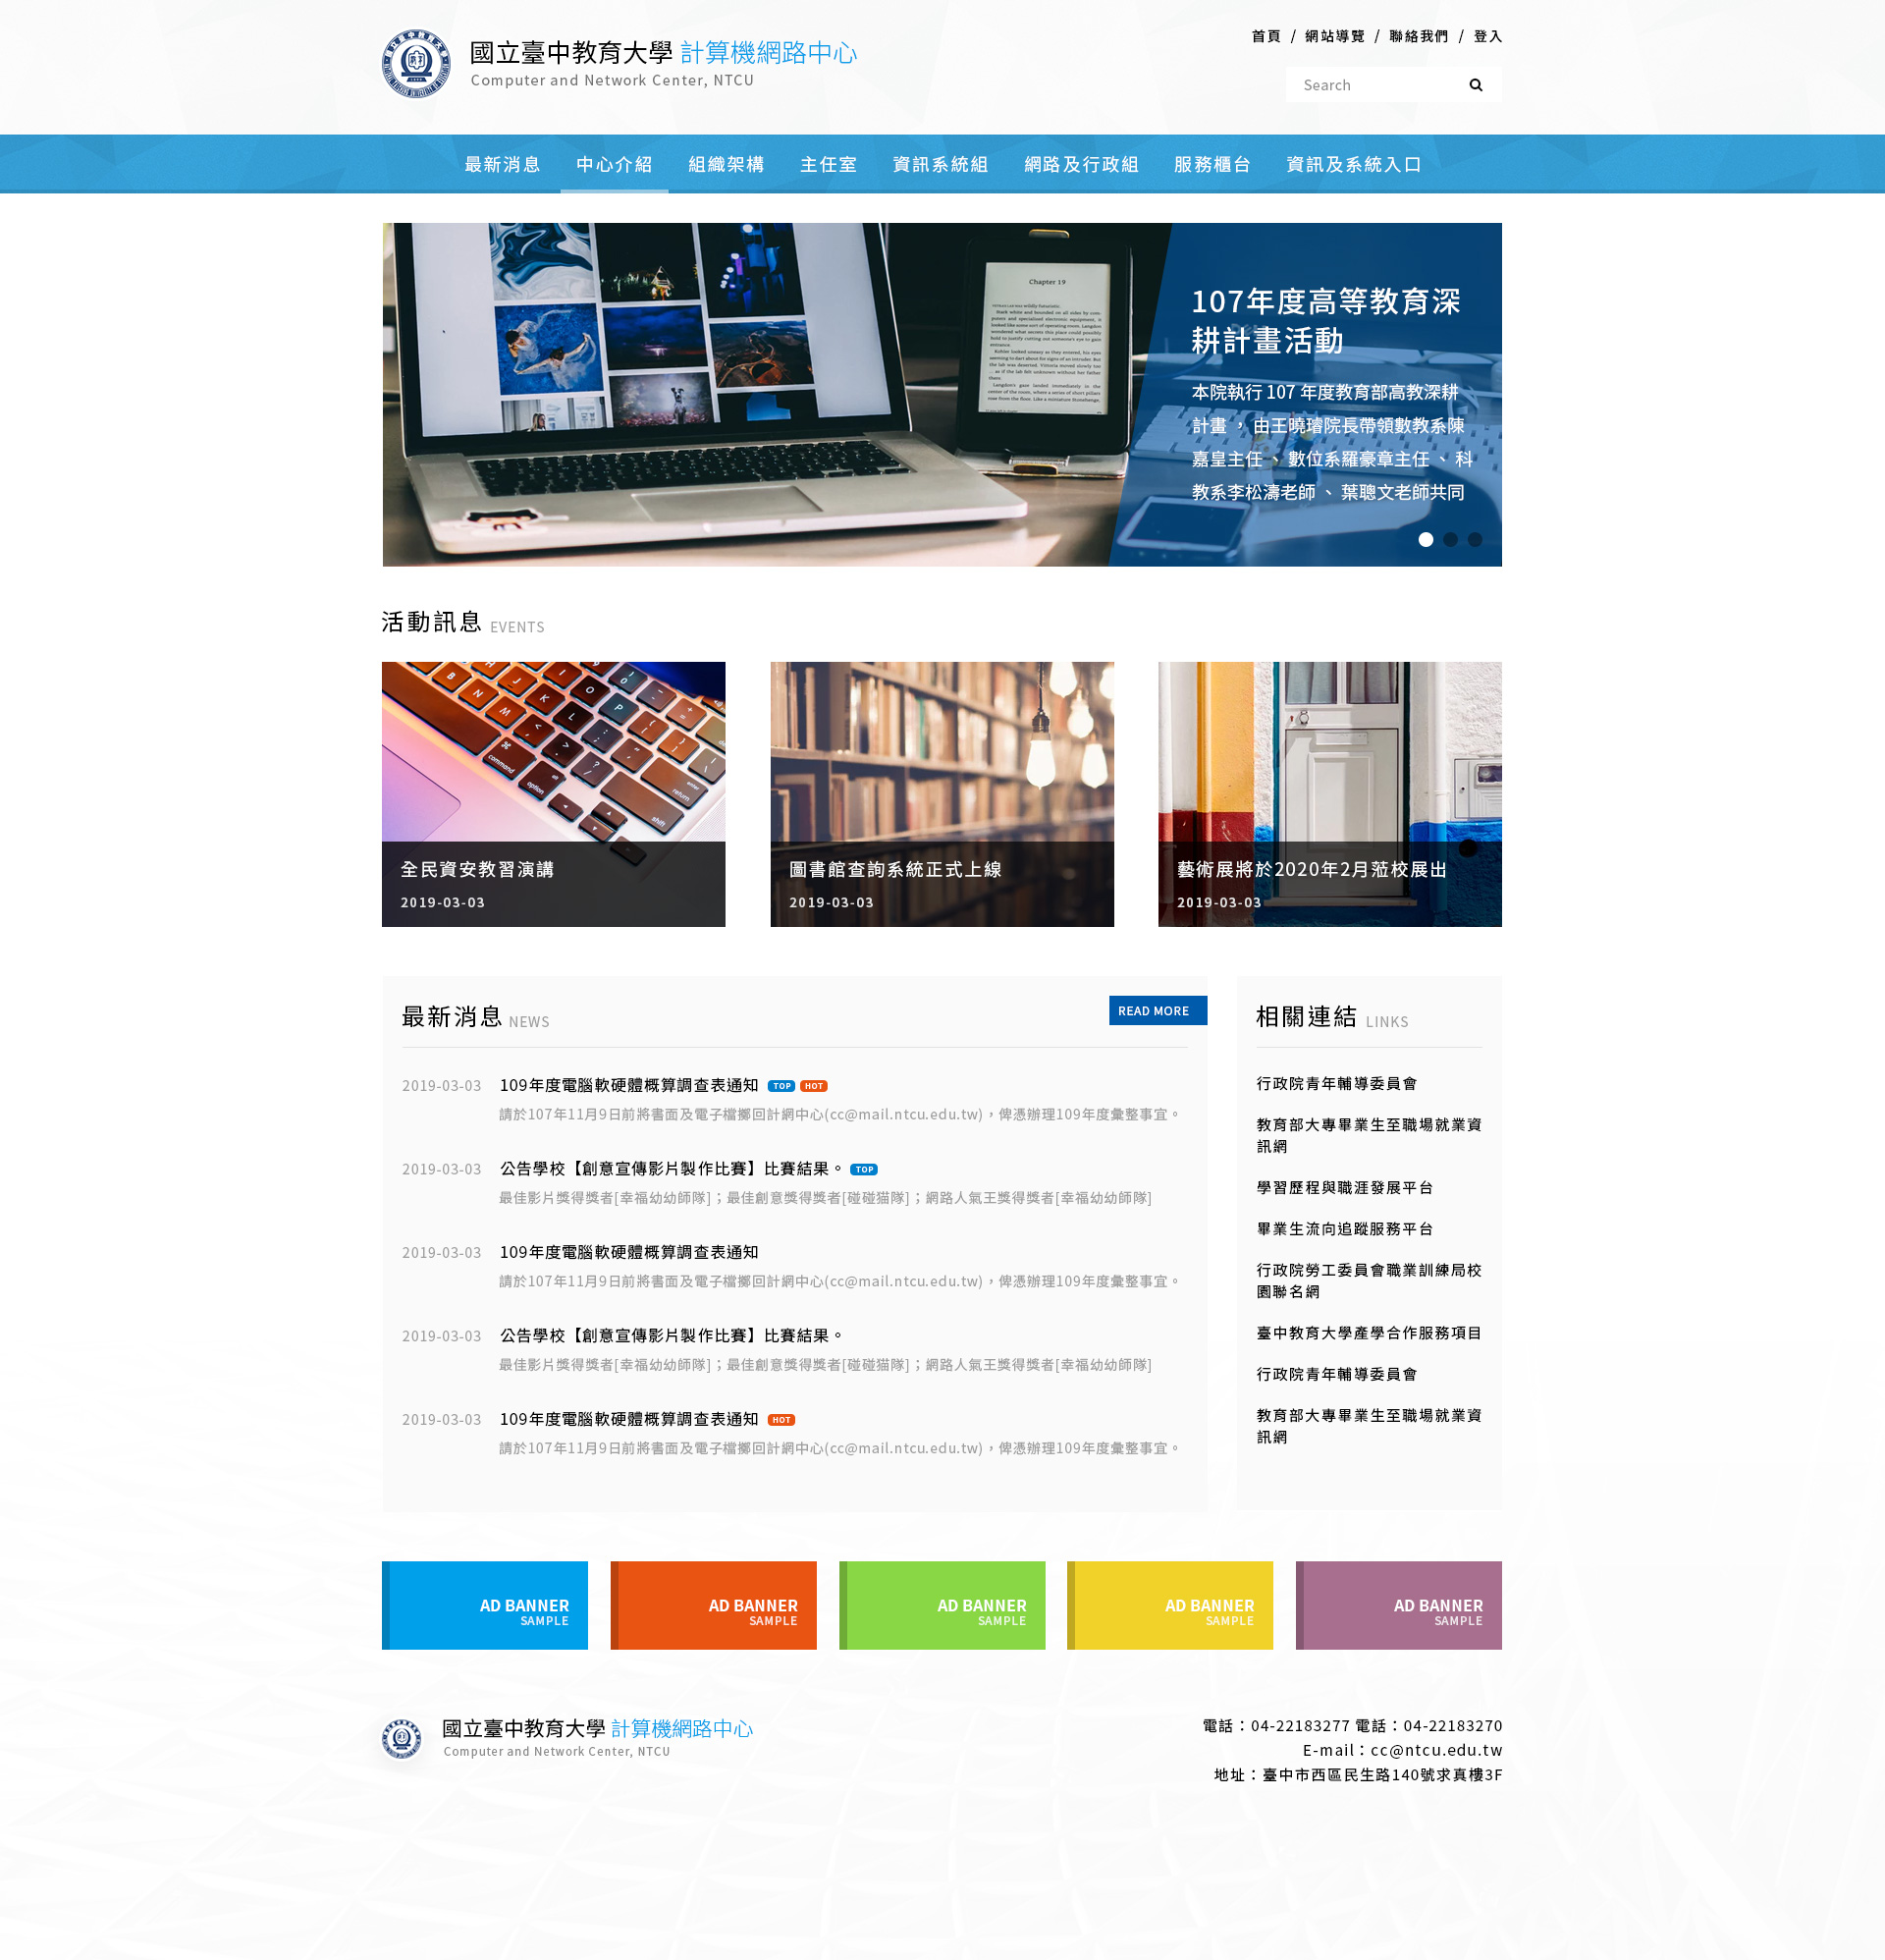 國立臺中教育大學 計算機網路中心
Computer and Network Center, NTCU
首頁 / 網站導覽 / 聯絡我們 / 登入
Search
最新消息 中心介紹 組織架構 主任室 資訊系統組 網路及行政組 服務櫃台 資訊及系統入口
Chapter 19
107年度高等教育深
耕計畫活動
本院執行 107 年度教育部高教深耕
計畫 , 由王曉璿院長帶領數教系陳
嘉皇主任 、 數位系羅豪章主任 、 科
教系李松濤老師 、 葉聰文老師共同
活動訊息 EVENTS
全民資安教習演講
2019-03-03
圖書館查詢系統正式上線
2019-03-03
藝術展將於2020年2月蒞校展出
2019-03-03
最新消息 NEWS
READ MORE
2019-03-03 109年度電腦軟硬體概算調查表通知 TOP HOT
請於107年11月9日前將書面及電子檔擲回計網中心(cc@mail.ntcu.edu.tw)，俾憑辦理109年度彙整事宜。
2019-03-03 公告學校【創意宣傳影片製作比賽】比賽結果。 TOP
最佳影片獎得獎者[幸福幼幼師隊]；最佳創意獎得獎者[碰碰猫隊]；網路人氣王獎得獎者[幸福幼幼師隊]
2019-03-03 109年度電腦軟硬體概算調查表通知
請於107年11月9日前將書面及電子檔擲回計網中心(cc@mail.ntcu.edu.tw)，俾憑辦理109年度彙整事宜。
2019-03-03 公告學校【創意宣傳影片製作比賽】比賽結果。
最佳影片獎得獎者[幸福幼幼師隊]；最佳創意獎得獎者[碰碰猫隊]；網路人氣王獎得獎者[幸福幼幼師隊]
2019-03-03 109年度電腦軟硬體概算調查表通知 HOT
請於107年11月9日前將書面及電子檔擲回計網中心(cc@mail.ntcu.edu.tw)，俾憑辦理109年度彙整事宜。
相關連結 LINKS
行政院青年輔導委員會
教育部大專畢業生至職場就業資
訊網
學習歷程與職涯發展平台
畢業生流向追蹤服務平台
行政院勞工委員會職業訓練局校
園聯名網
臺中教育大學產學合作服務項目
行政院青年輔導委員會
教育部大專畢業生至職場就業資
訊網
AD BANNER
SAMPLE
AD BANNER
SAMPLE
AD BANNER
SAMPLE
AD BANNER
SAMPLE
AD BANNER
SAMPLE
國立臺中教育大學 計算機網路中心
Computer and Network Center, NTCU
電話：04-22183277 電話：04-22183270
E-mail：cc@ntcu.edu.tw
地址：臺中市西區民生路140號求真樓3F